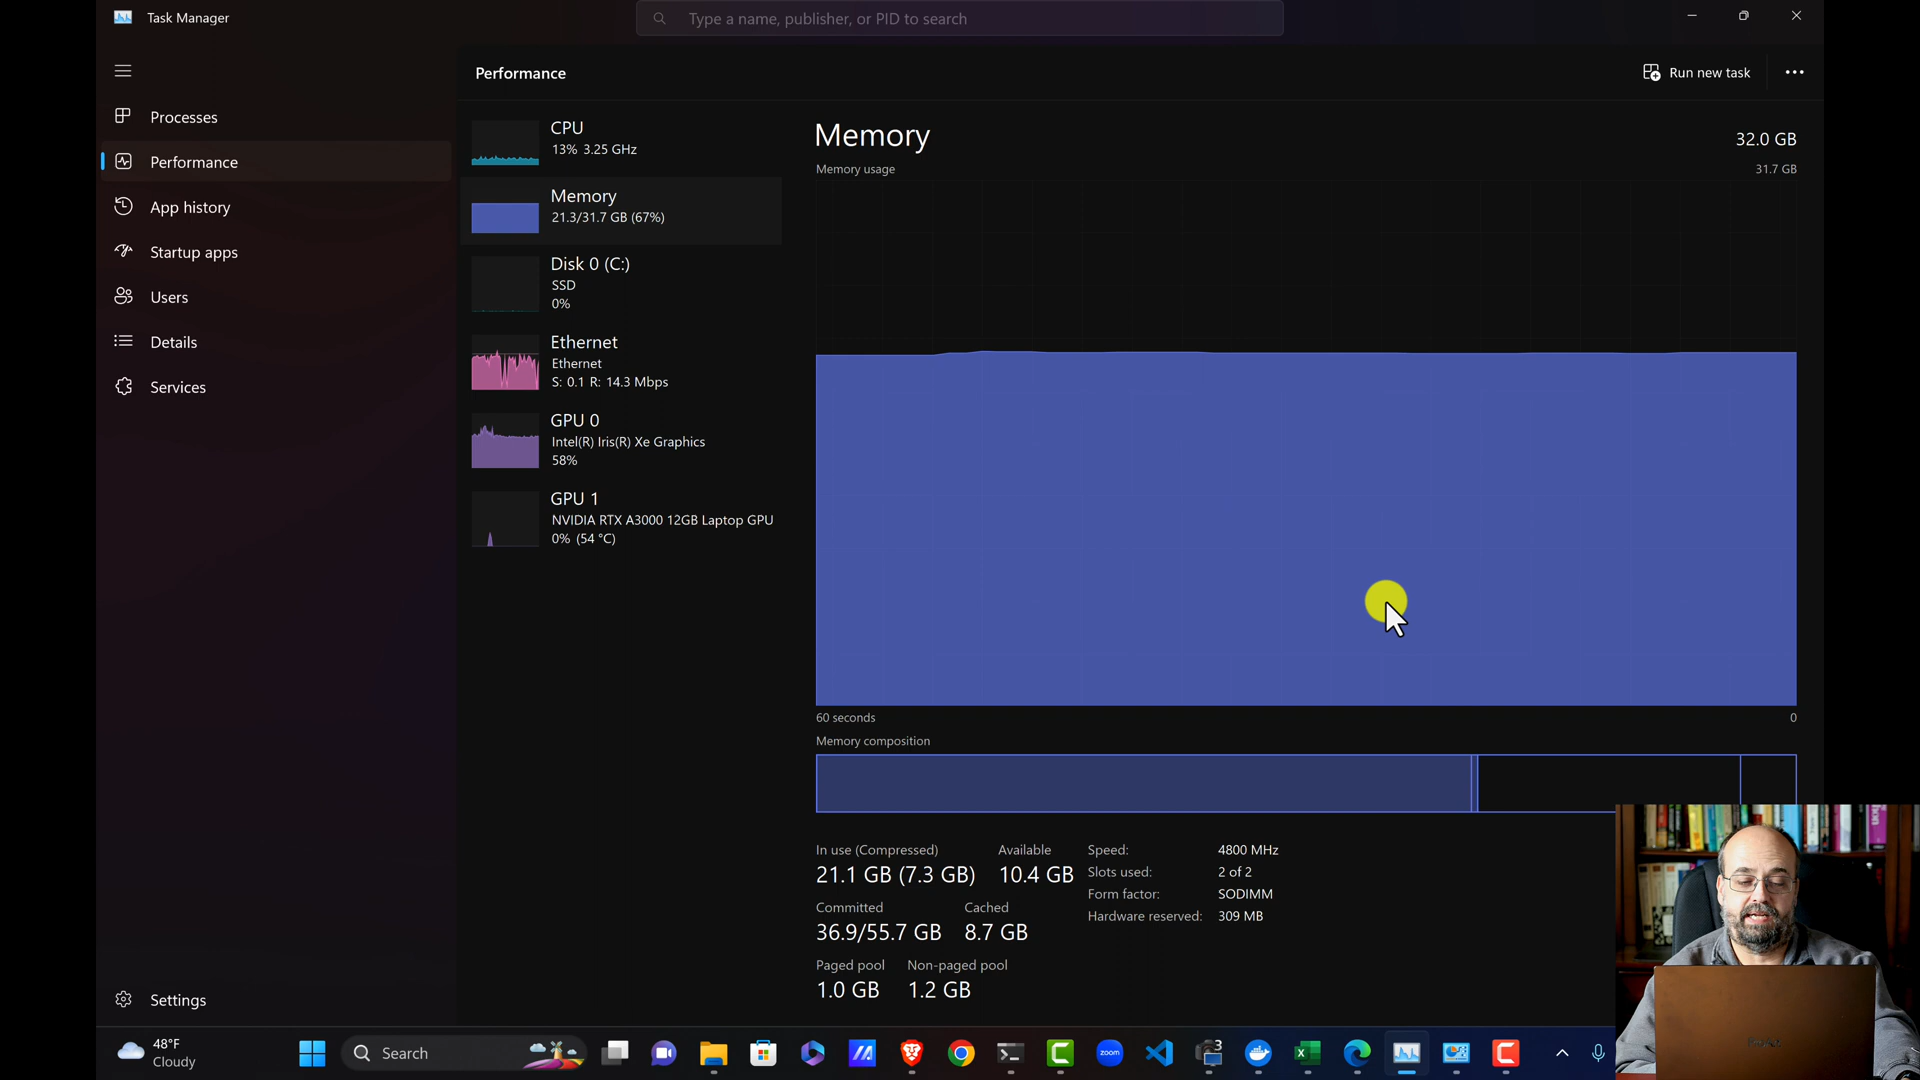 Task Manager
Type a name, publisher, or PID to search
Performance
Run new task
Processes
Performance
App history
Startup apps
Users
Details
Services
Settings
CPU
13% 3.25 GHz
Memory
21.3/31.7 GB (67%)
Disk 0 (C:)
SSD
0%
Ethernet
Ethernet
S: 0.1 R: 14.3 Mbps
GPU 0
Intel(R) Iris(R) Xe Graphics
58%
GPU 1
NVIDIA RTX A3000 12GB Laptop GPU
0% (54 °C)
Memory
32.0 GB
Memory usage
31.7 GB
60 seconds
0
Memory composition
In use (Compressed)
21.1 GB (7.3 GB)
Available
10.4 GB
Committed
36.9/55.7 GB
Cached
8.7 GB
Paged pool
1.0 GB
Non-paged pool
1.2 GB
Speed: 4800 MHz
Slots used: 2 of 2
Form factor: SODIMM
Hardware reserved: 309 MB
48°F
Cloudy
Search
zoom
3